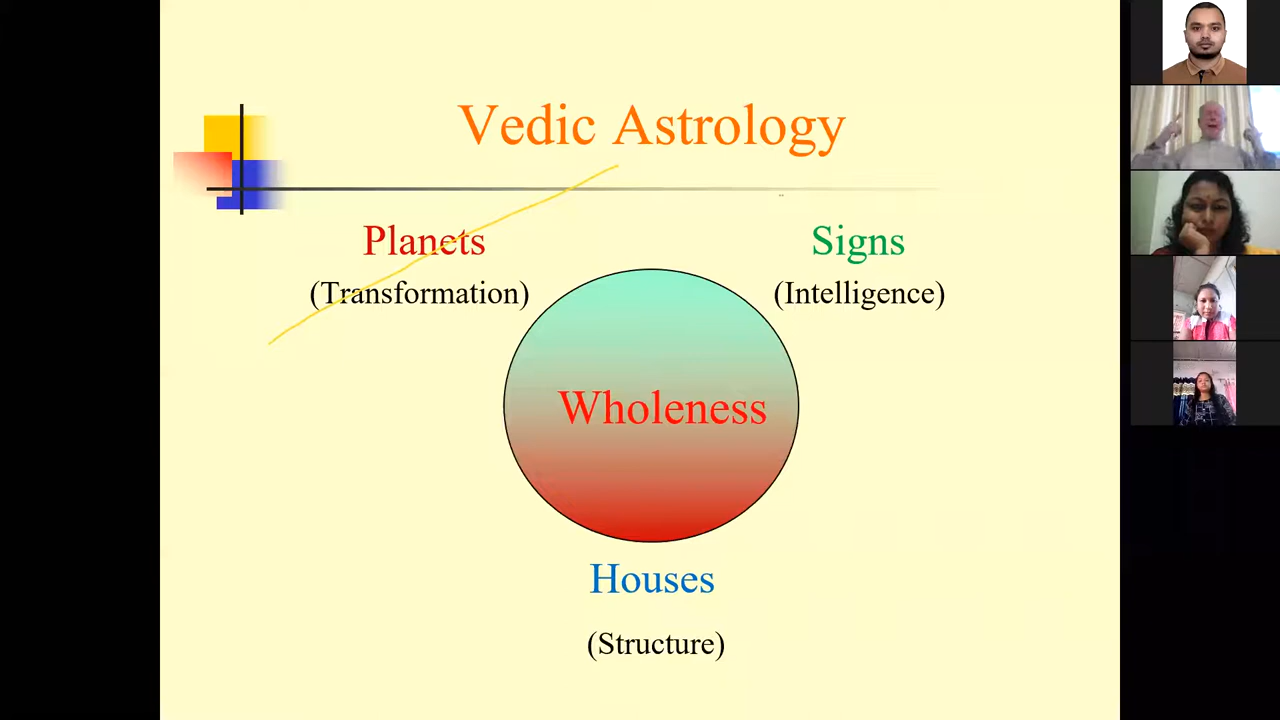 Vedic Astrology
Planets
(Transformation)
Signs
(Intelligence)
Wholeness
Houses
(Structure)